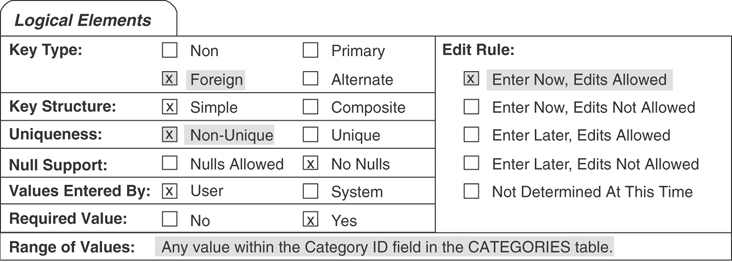 Logical Elements
Key Type: Non Primary Edit Rule:
x Foreign Alternate x Enter Now, Edits Allowed
Key Structure: x Simple Composite Enter Now, Edits Not Allowed
Uniqueness: x Non-Unique Unique Enter Later, Edits Allowed
Null Support: Nulls Allowed x No Nulls Enter Later, Edits Not Allowed
Values Entered By: x User System Not Determined At This Time
Required Value: No x Yes
Range of Values: Any value within the Category ID field in the CATEGORIES table.